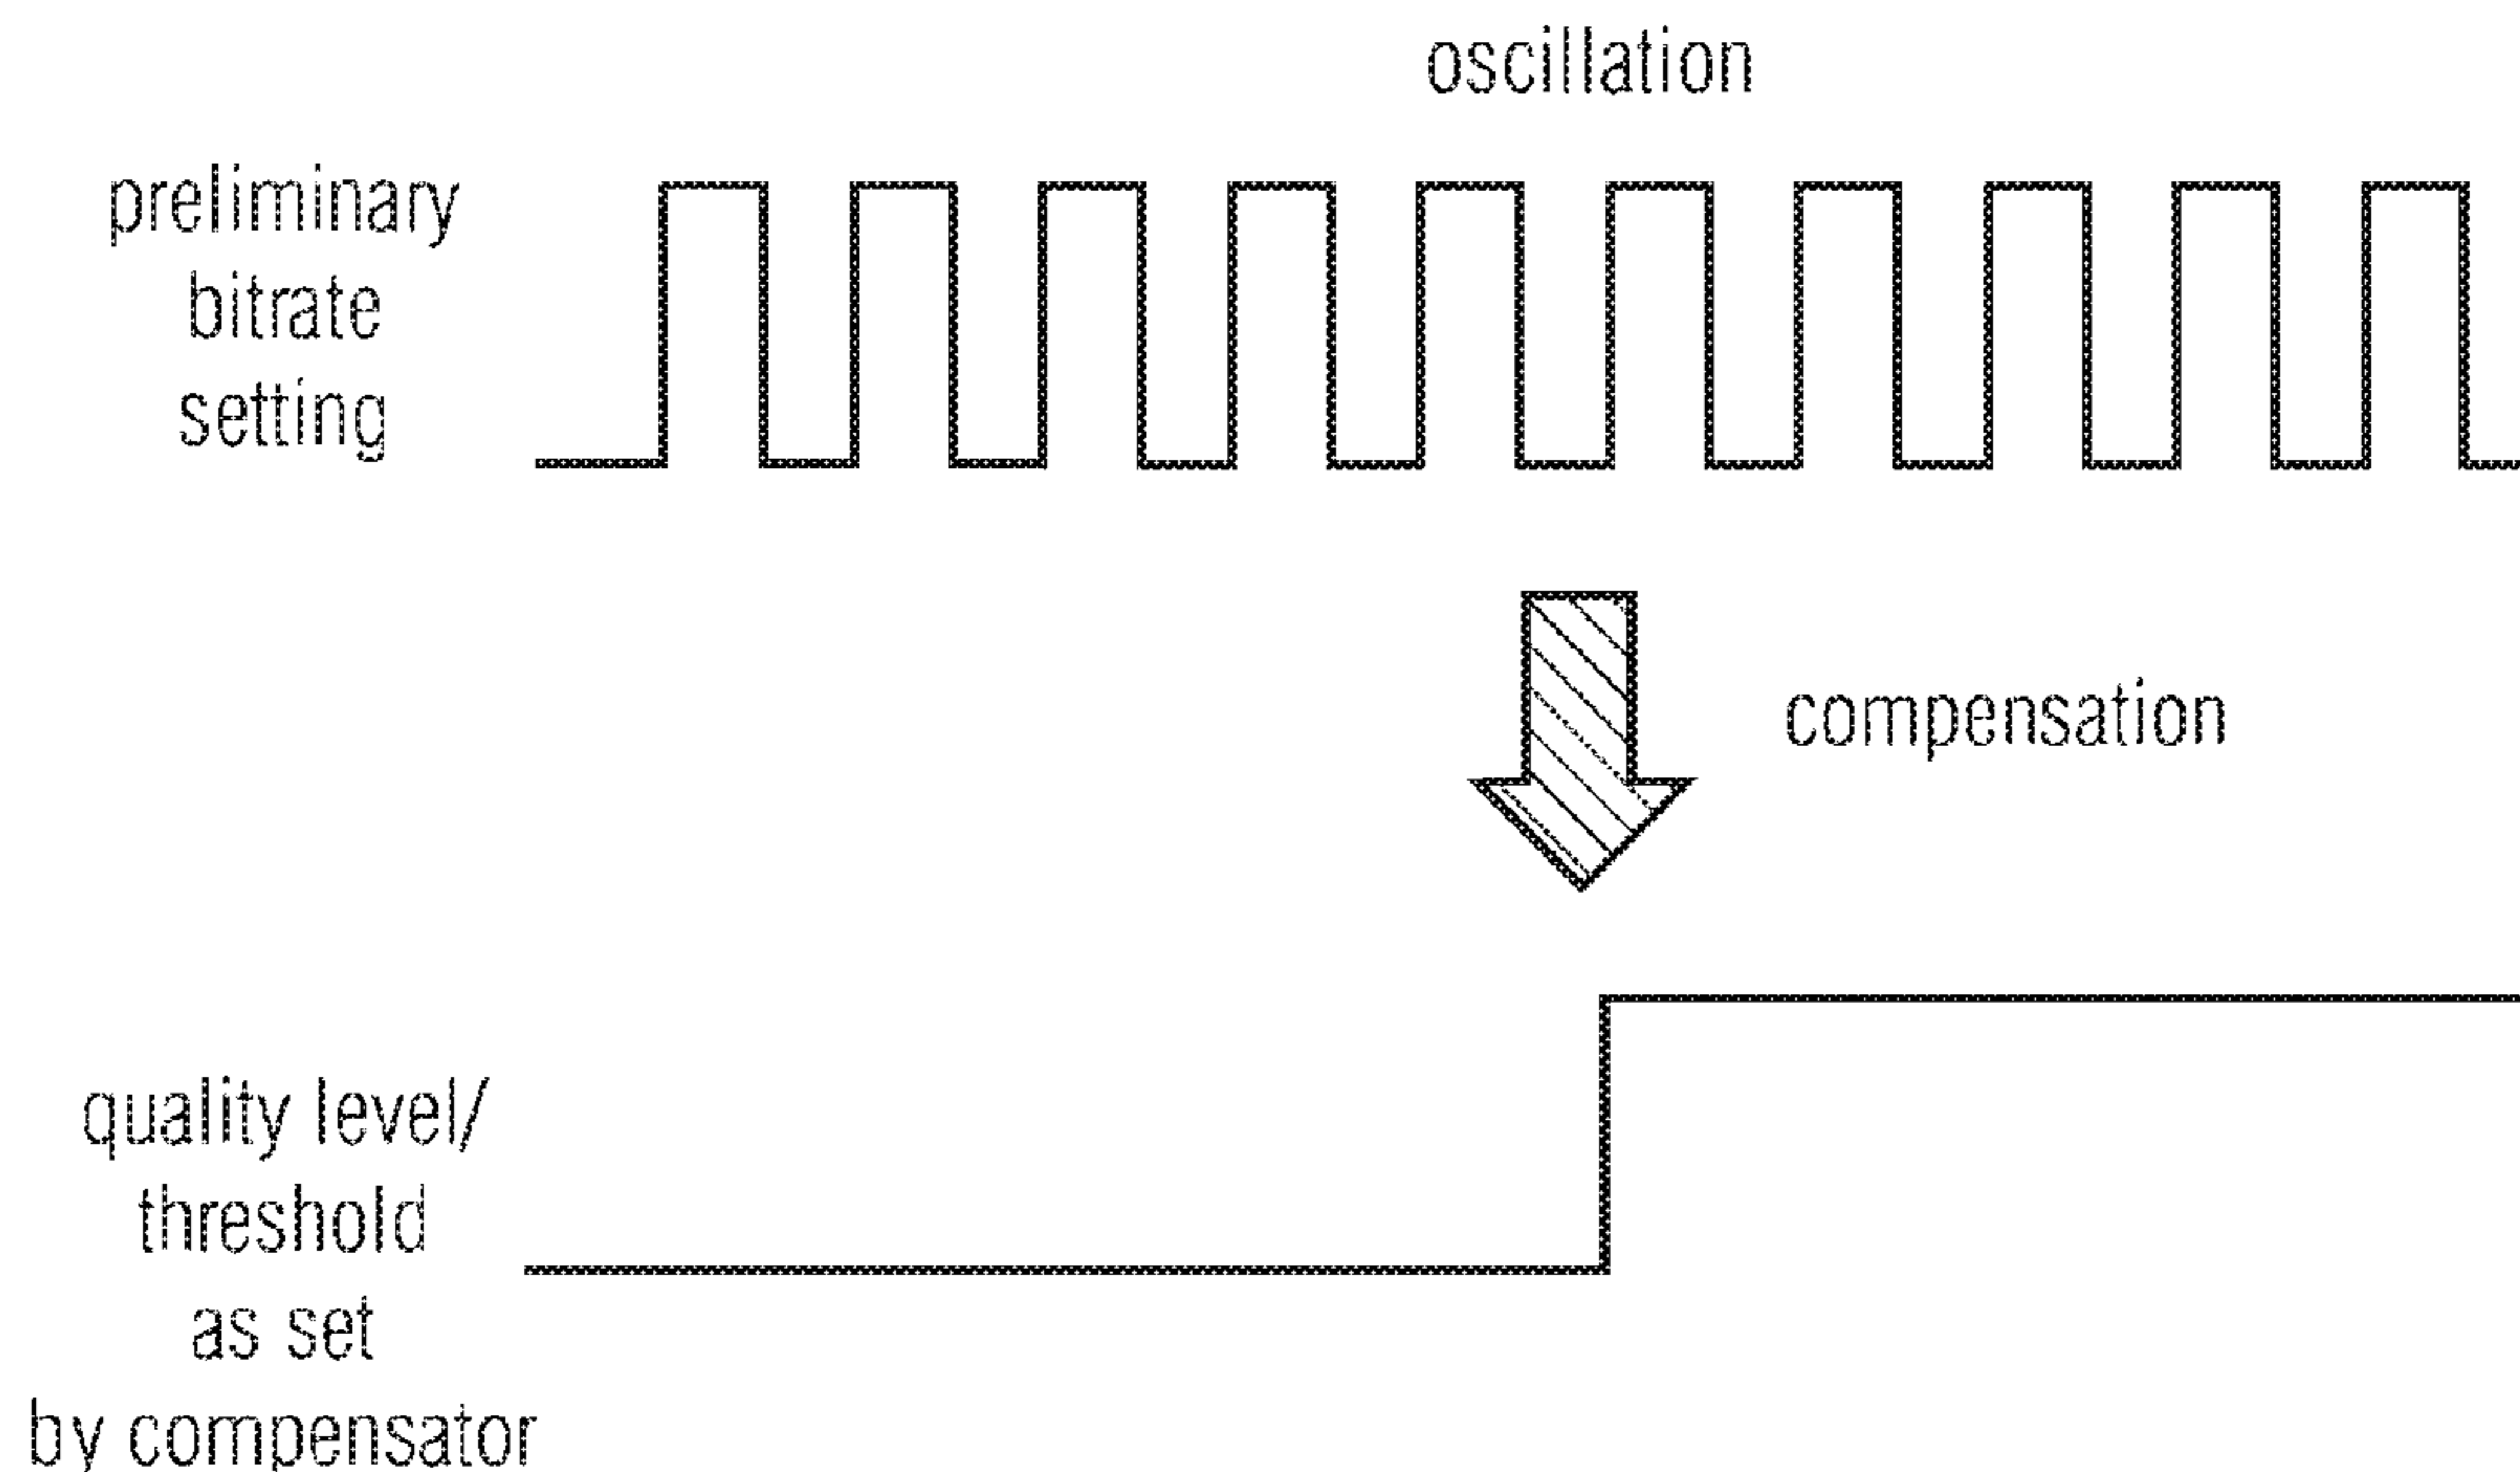 oscillation
preliminary
bitrate
setting
compensation
quality level/
threshold
as set
by compensator